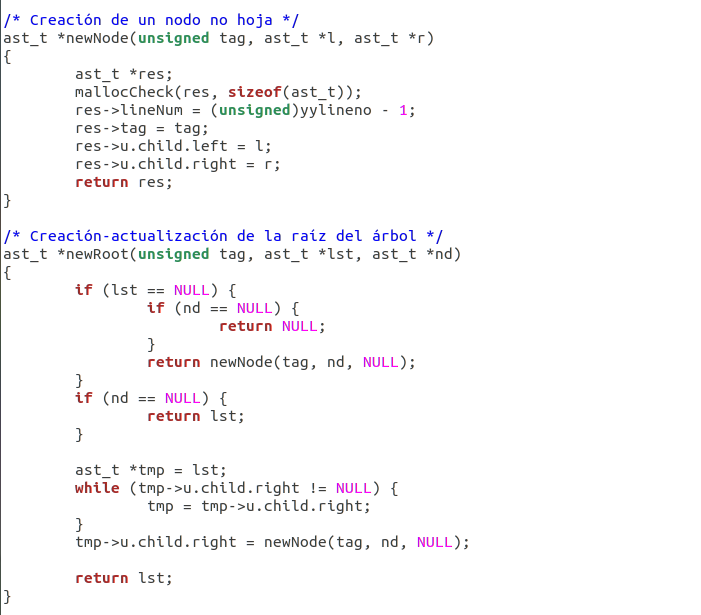 /* Creación de un nodo no hoja */
ast_t *newNode(unsigned tag, ast_t *l, ast_t *r)
{
        ast_t *res;
        mallocCheck(res, sizeof(ast_t));
        res->lineNum = (unsigned)yylineno - 1;
        res->tag = tag;
        res->u.child.left = l;
        res->u.child.right = r;
        return res;
}

/* Creación-actualización de la raíz del árbol */
ast_t *newRoot(unsigned tag, ast_t *lst, ast_t *nd)
{
        if (lst == NULL) {
                if (nd == NULL) {
                        return NULL;
                }
                return newNode(tag, nd, NULL);
        }
        if (nd == NULL) {
                return lst;
        }

        ast_t *tmp = lst;
        while (tmp->u.child.right != NULL) {
                tmp = tmp->u.child.right;
        }
        tmp->u.child.right = newNode(tag, nd, NULL);

        return lst;
}